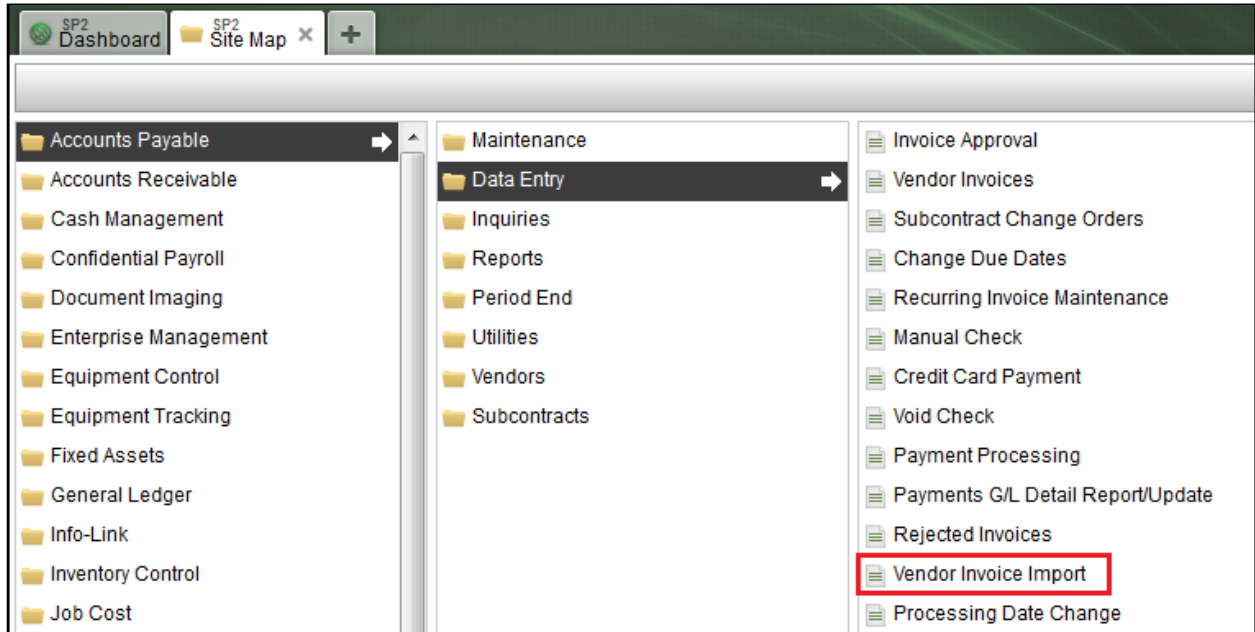 SP2
Dashboard
SP2
Site Map
Accounts Payable
Accounts Receivable
Cash Management
Confidential Payroll
Document Imaging
Enterprise Management
Equipment Control
Equipment Tracking
Fixed Assets
General Ledger
Info-Link
Inventory Control
Job Cost
Maintenance
Data Entry
Inquiries
Reports
Period End
Utilities
Vendors
Subcontracts
Invoice Approval
Vendor Invoices
Subcontract Change Orders
Change Due Dates
Recurring Invoice Maintenance
Manual Check
Credit Card Payment
Void Check
Payment Processing
Payments G/L Detail Report/Update
Rejected Invoices
Vendor Invoice Import
Processing Date Change